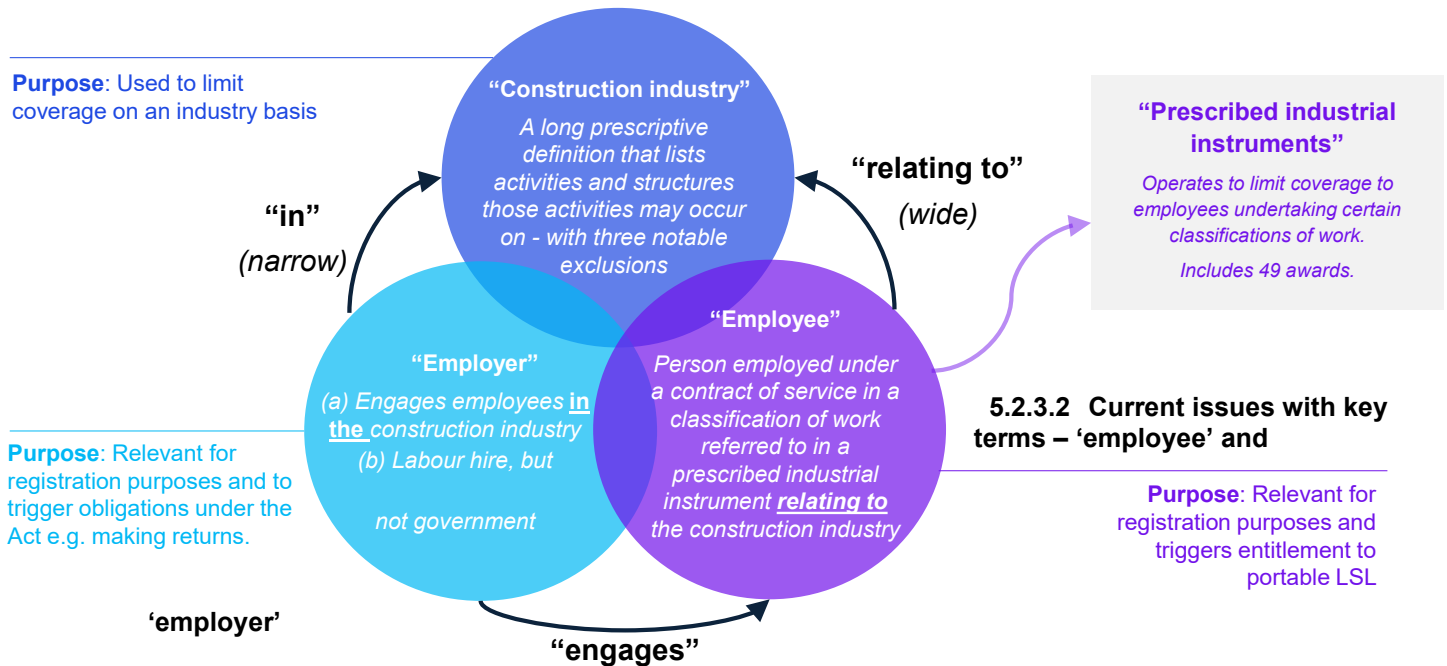 Purpose: Used to limit
coverage on an industry basis
“Construction industry”
A long prescriptive
definition that lists
activities and structures
those activities may occur
on - with three notable
exclusions
“in”
(narrow)
“relating to”
(wide)
“Prescribed industrial
instruments”
Operates to limit coverage to
employees undertaking certain
classifications of work.
Includes 49 awards.
“Employer”
(a) Engages employees in
the construction industry
(b) Labour hire, but
not government
“Employee”
Person employed under
a contract of service in a
classification of work
referred to in a
prescribed industrial
instrument relating to
the construction industry
5.2.3.2 Current issues with key
terms – ‘employee’ and
Purpose: Relevant for
registration purposes and to
trigger obligations under the
Act e.g. making returns.
Purpose: Relevant for
registration purposes and
triggers entitlement to
portable LSL
‘employer’
“engages”